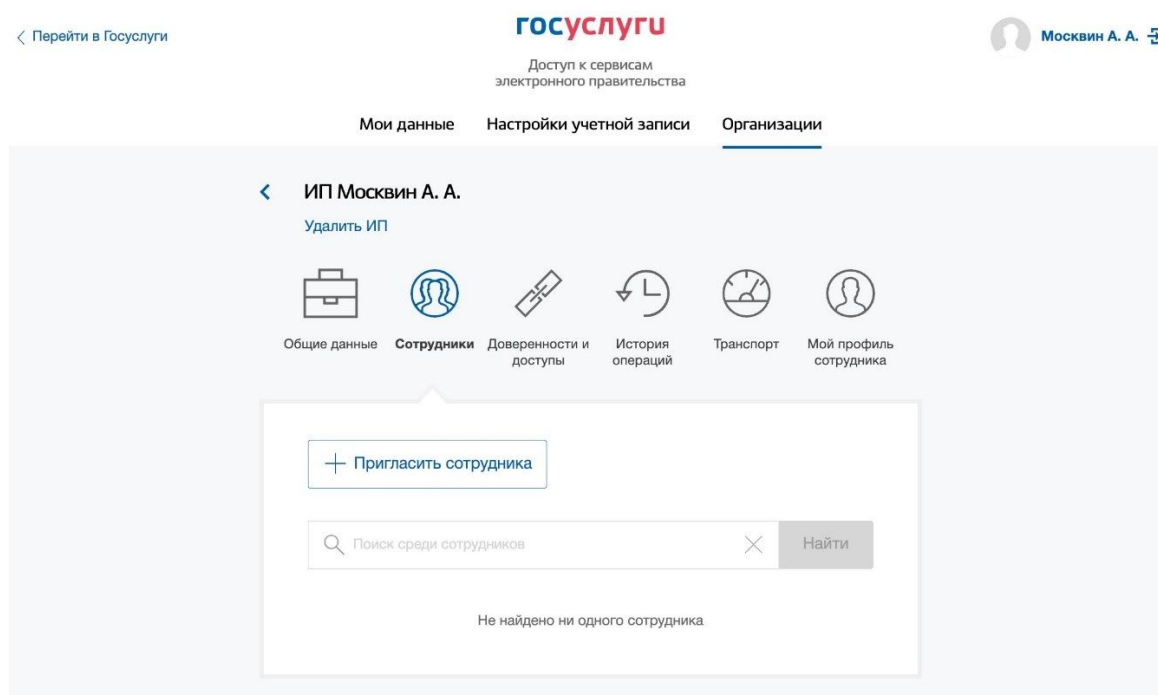 Перейти в Госуслуги
госуслуги
Москвин А. А.
Доступ к сервисам
электронного правительства
Мои данные
Настройки учетной записи
Организации
ИП Москвин А. А.
Удалить ИП
Общие данные
Сотрудники
Доверенности и
доступы
История
операций
Транспорт
Мой профиль
сотрудника
Пригласить сотрудника
Поиск среди сотрудников
Найти
Не найдено ни одного сотрудника